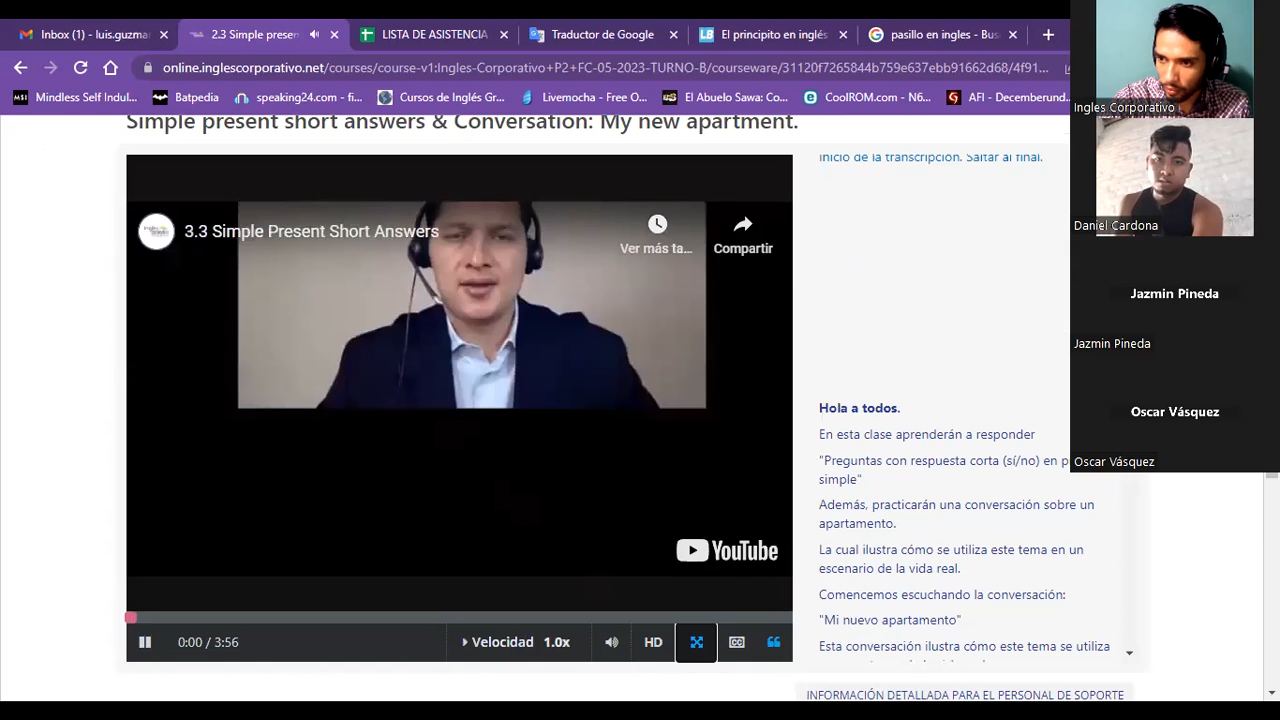 Inbox (1) - luis.guzma
2.3 Simple presen
LISTA DE ASISTENCIA
Traductor de Google
El principito en inglés
pasillo en ingles - Bus
online.inglescorporativo.net/courses/course-v1:Ingles-Corporativo+P2+FC-05-2023-TURNO-B/courseware/31120f7265844b759e637ebb91662d68/4f91...
Mindless Self Indul...
Batpedia
speaking24.com - fi...
Cursos de Inglés Gr...
Livemocha - Free O...
El Abuelo Sawa: Co...
CoolROM.com - N6...
AFI - Decemberund
Ingles Corporativo
Daniel Cardona
Jazmin Pineda
Jazmin Pineda
Oscar Vásquez
Oscar Vásquez
Simple present short answers & Conversation: My new apartment.
3.3 Simple Present Short Answers
Ver más ta...
Compartir
YouTube
0:00 / 3:56
Velocidad 1.0x
HD
Inicio de la transcripción. Saltar al final.
Hola a todos.
En esta clase aprenderán a responder
"Preguntas con respuesta corta (sí/no) en p
simple"
Además, practicarán una conversación sobre un
apartamento.
La cual ilustra cómo se utiliza este tema en un
escenario de la vida real.
Comencemos escuchando la conversación:
"Mi nuevo apartamento"
Esta conversación ilustra cómo este tema se utiliza
INFORMACIÓN DETALLADA PARA EL PERSONAL DE SOPORTE